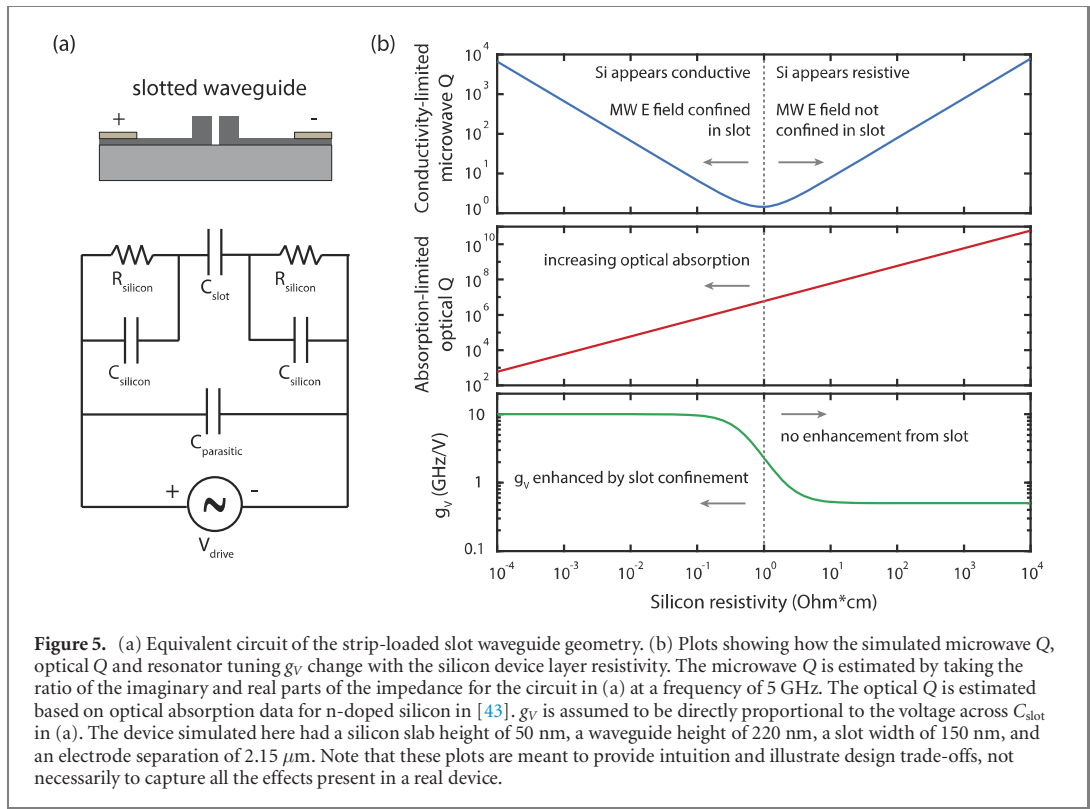 (a)
slotted waveguide
+
-
R_silicon
C_slot
R_silicon
C_silicon
C_silicon
C_parasitic
+
-
~
V_drive
(b)
Conductivity-limited
microwave Q
10^4
10^3
10^2
10^1
10^0
Si appears conductive
MW E field confined
in slot
Si appears resistive
MW E field not
confined in slot
Absorption-limited
optical Q
10^10
10^8
10^6
10^4
10^2
increasing optical absorption
g_V (GHz/V)
10
1
0.1
no enhancement from slot
g_V enhanced by slot confinement
10^-4
10^-3
10^-2
10^-1
10^0
10^1
10^2
10^3
10^4
Silicon resistivity (Ohm*cm)
Figure 5. (a) Equivalent circuit of the strip-loaded slot waveguide geometry. (b) Plots showing how the simulated microwave Q,
optical Q and resonator tuning g_V change with the silicon device layer resistivity. The microwave Q is estimated by taking the
ratio of the imaginary and real parts of the impedance for the circuit in (a) at a frequency of 5 GHz. The optical Q is estimated
based on optical absorption data for n-doped silicon in [43]. g_V is assumed to be directly proportional to the voltage across C_slot
in (a). The device simulated here had a silicon slab height of 50 nm, a waveguide height of 220 nm, a slot width of 150 nm, and
an electrode separation of 2.15 μm. Note that these plots are meant to provide intuition and illustrate design trade-offs, not
necessarily to capture all the effects present in a real device.